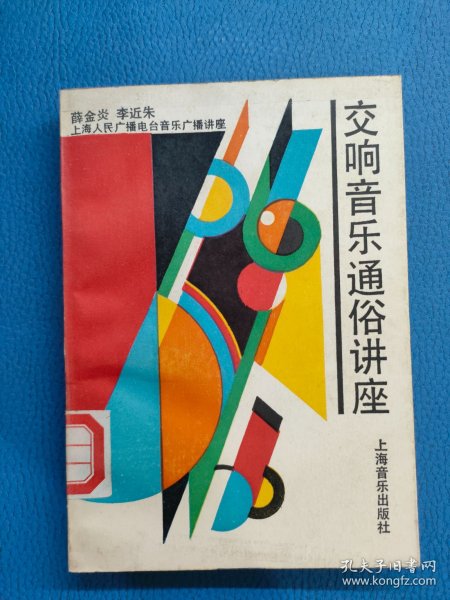 薛金炎 李近朱
上海人民广播电台音乐广播讲座
交响音乐通俗讲座
上海音乐出版社
孔夫子旧书网
www.kongfz.com